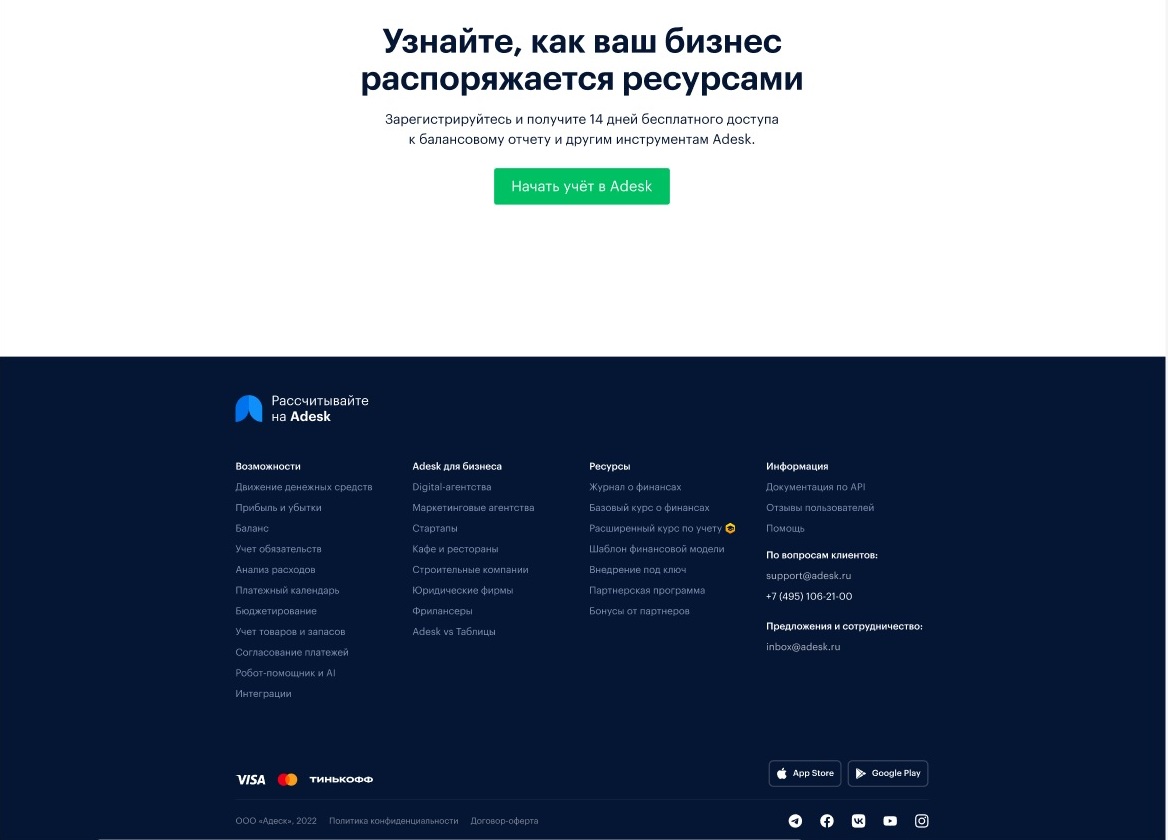 Узнайте, как ваш бизнес
распоряжается ресурсами
Зарегистрируйтесь и получите 14 дней бесплатного доступа
к балансовому отчету и другим инструментам Adesk.
Начать учёт в Adesk
Рассчитывайте
на Adesk
Возможности
Движение денежных средств
Прибыль и убытки
Баланс
Учет обязательств
Анализ расходов
Платежный календарь
Бюджетирование
Учет товаров и запасов
Согласование платежей
Робот-помощник и AI
Интеграции
Adesk для бизнеса
Digital-агентства
Маркетинговые агентства
Стартапы
Кафе и рестораны
Строительные компании
Юридические фирмы
Фрилансеры
Adesk vs Таблицы
Ресурсы
Журнал о финансах
Базовый курс о финансах
Расширенный курс по учету
Шаблон финансовой модели
Внедрение под ключ
Партнерская программа
Бонусы от партнеров
Информация
Документация по API
Отзывы пользователей
Помощь
По вопросам клиентов:
support@adesk.ru
+7 (495) 106-21-00
Предложения и сотрудничество:
inbox@adesk.ru
VISA ТИНЬКОФФ
App Store
Google Play
ООО «Адеск», 2022 Политика конфиденциальности Договор-оферта